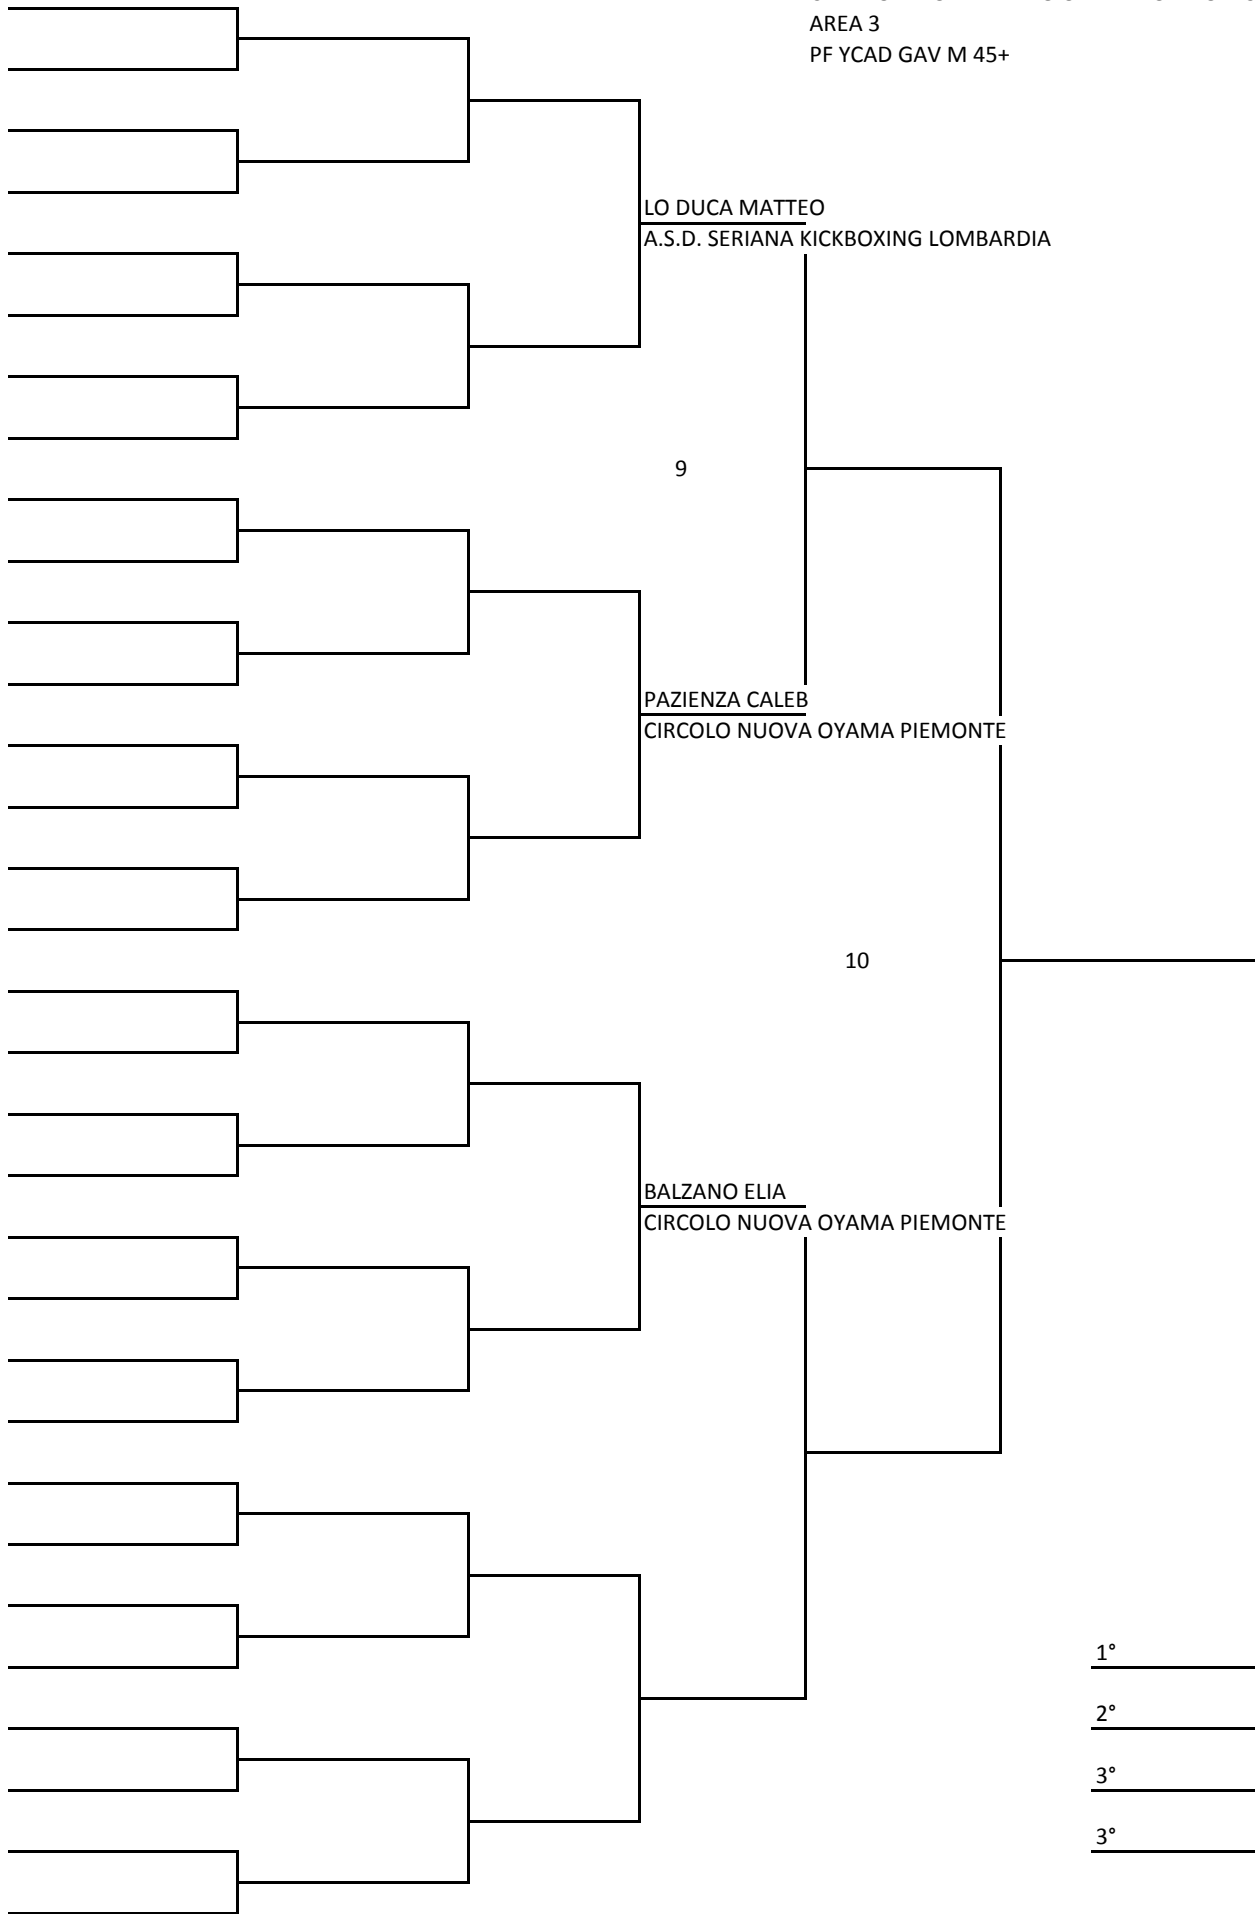 AREA 3
PF YCAD GAV M 45+
LO DUCA MATTEO
A.S.D. SERIANA KICKBOXING LOMBARDIA
9
PAZIENZA CALEB
CIRCOLO NUOVA OYAMA PIEMONTE
10
BALZANO ELIA
CIRCOLO NUOVA OYAMA PIEMONTE
1°
2°
3°
3°